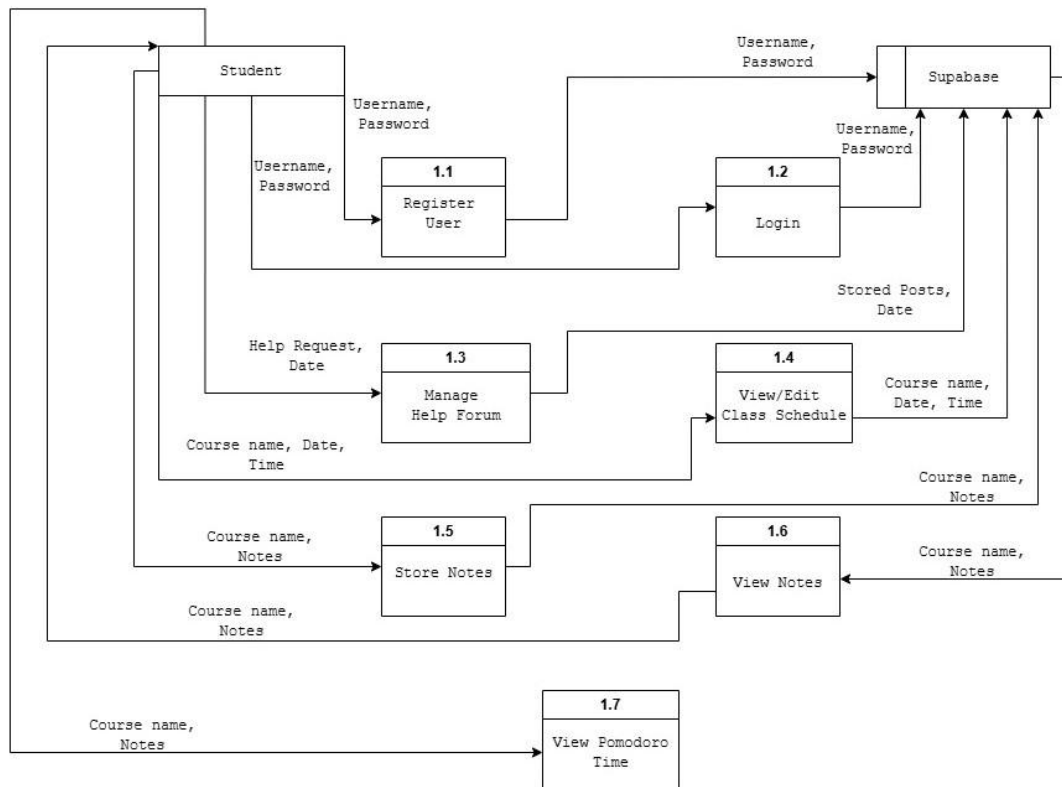 Student
Username,
Password
Supabase
Username,
Password
Username,
Password
Username,
Password
1.1
Register
User
1.2
Login
Stored Posts,
Date
Help Request,
Date
1.3
Manage
Help Forum
1.4
View/Edit
Class Schedule
Course name,
Date, Time
Course name, Date,
Time
Course name,
Notes
Course name,
Notes
1.5
Store Notes
1.6
View Notes
Course name,
Notes
Course name,
Notes
1.7
View Pomodoro
Time
Course name,
Notes